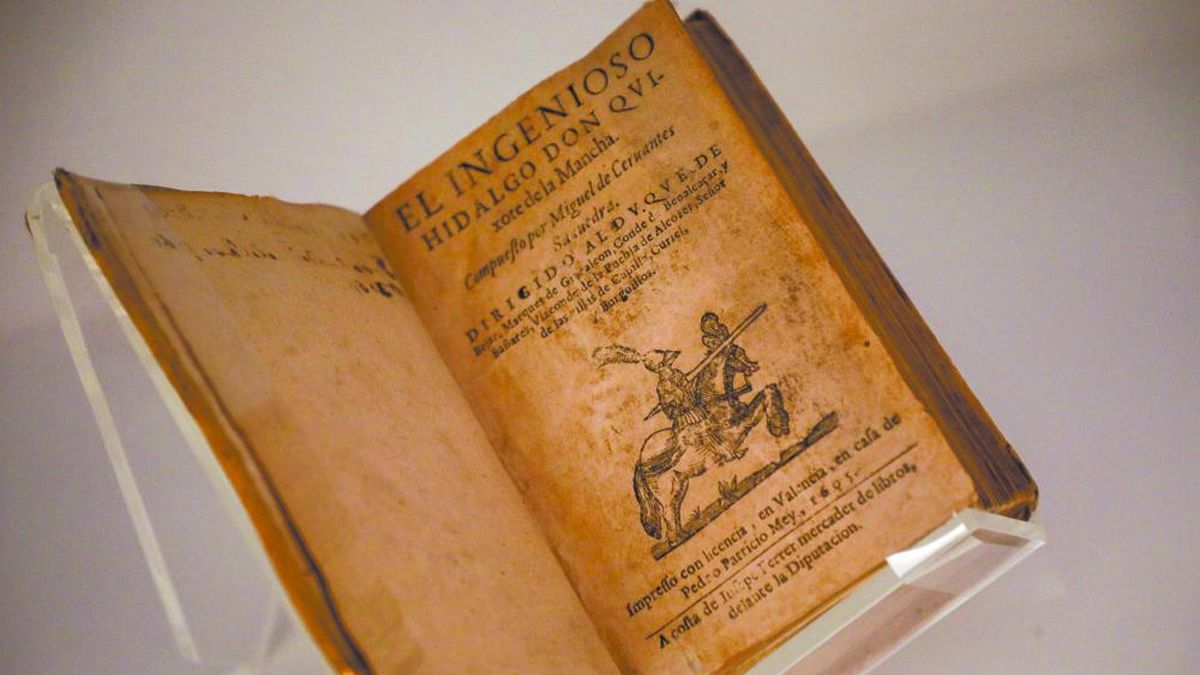 EL INGENIOSO
HIDALGO DON QVI-
xote de la Mancha.
Compueſto por Miguel de Ceruantes
Saauedra.
DIRIGIDO AL DVQVE DE
Bejar, Marques de Gibraleon, Conde d Benalcaçar, y
Bañares, Vizconde de la Puebla de Alcozer, Señor
de las villas de Capilla, Curiel,
y Burguillos.
Impreſſo con licencia, en Valencia, en caſa de
Pedro Patricio Mey, 1605.
A coſta de Iuſepe Ferrer mercader de libros,
delante la Diputacion.